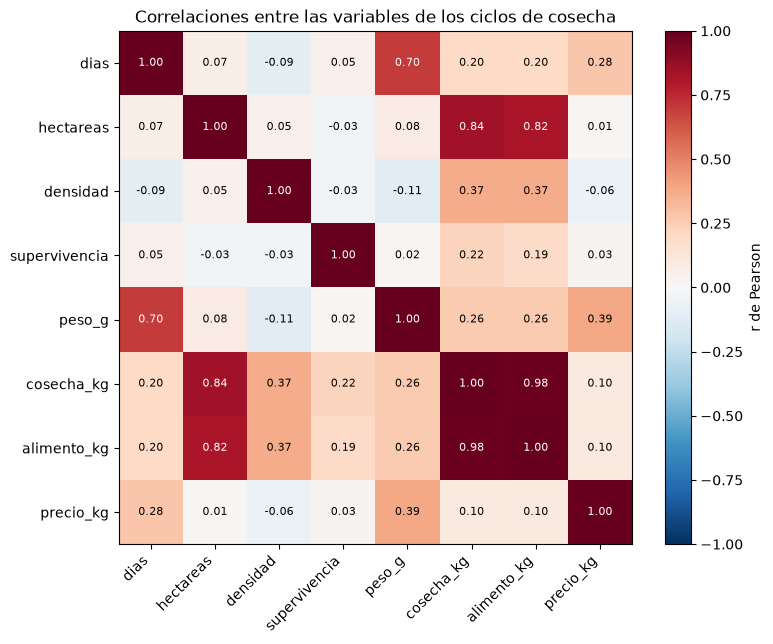 Correlaciones entre las variables de los ciclos de cosecha
dias 1.00 0.07 -0.09 0.05 0.70 0.20 0.20 0.28
hectareas 0.07 1.00 0.05 -0.03 0.08 0.84 0.82 0.01
densidad -0.09 0.05 1.00 -0.03 -0.11 0.37 0.37 -0.06
supervivencia 0.05 -0.03 -0.03 1.00 0.02 0.22 0.19 0.03
peso_g 0.70 0.08 -0.11 0.02 1.00 0.26 0.26 0.39
cosecha_kg 0.20 0.84 0.37 0.22 0.26 1.00 0.98 0.10
alimento_kg 0.20 0.82 0.37 0.19 0.26 0.98 1.00 0.10
precio_kg 0.28 0.01 -0.06 0.03 0.39 0.10 0.10 1.00
dias hectareas densidad supervivencia peso_g cosecha_kg alimento_kg precio_kg
1.00
0.75
0.50
0.25
0.00
−0.25
−0.50
−0.75
−1.00
r de Pearson